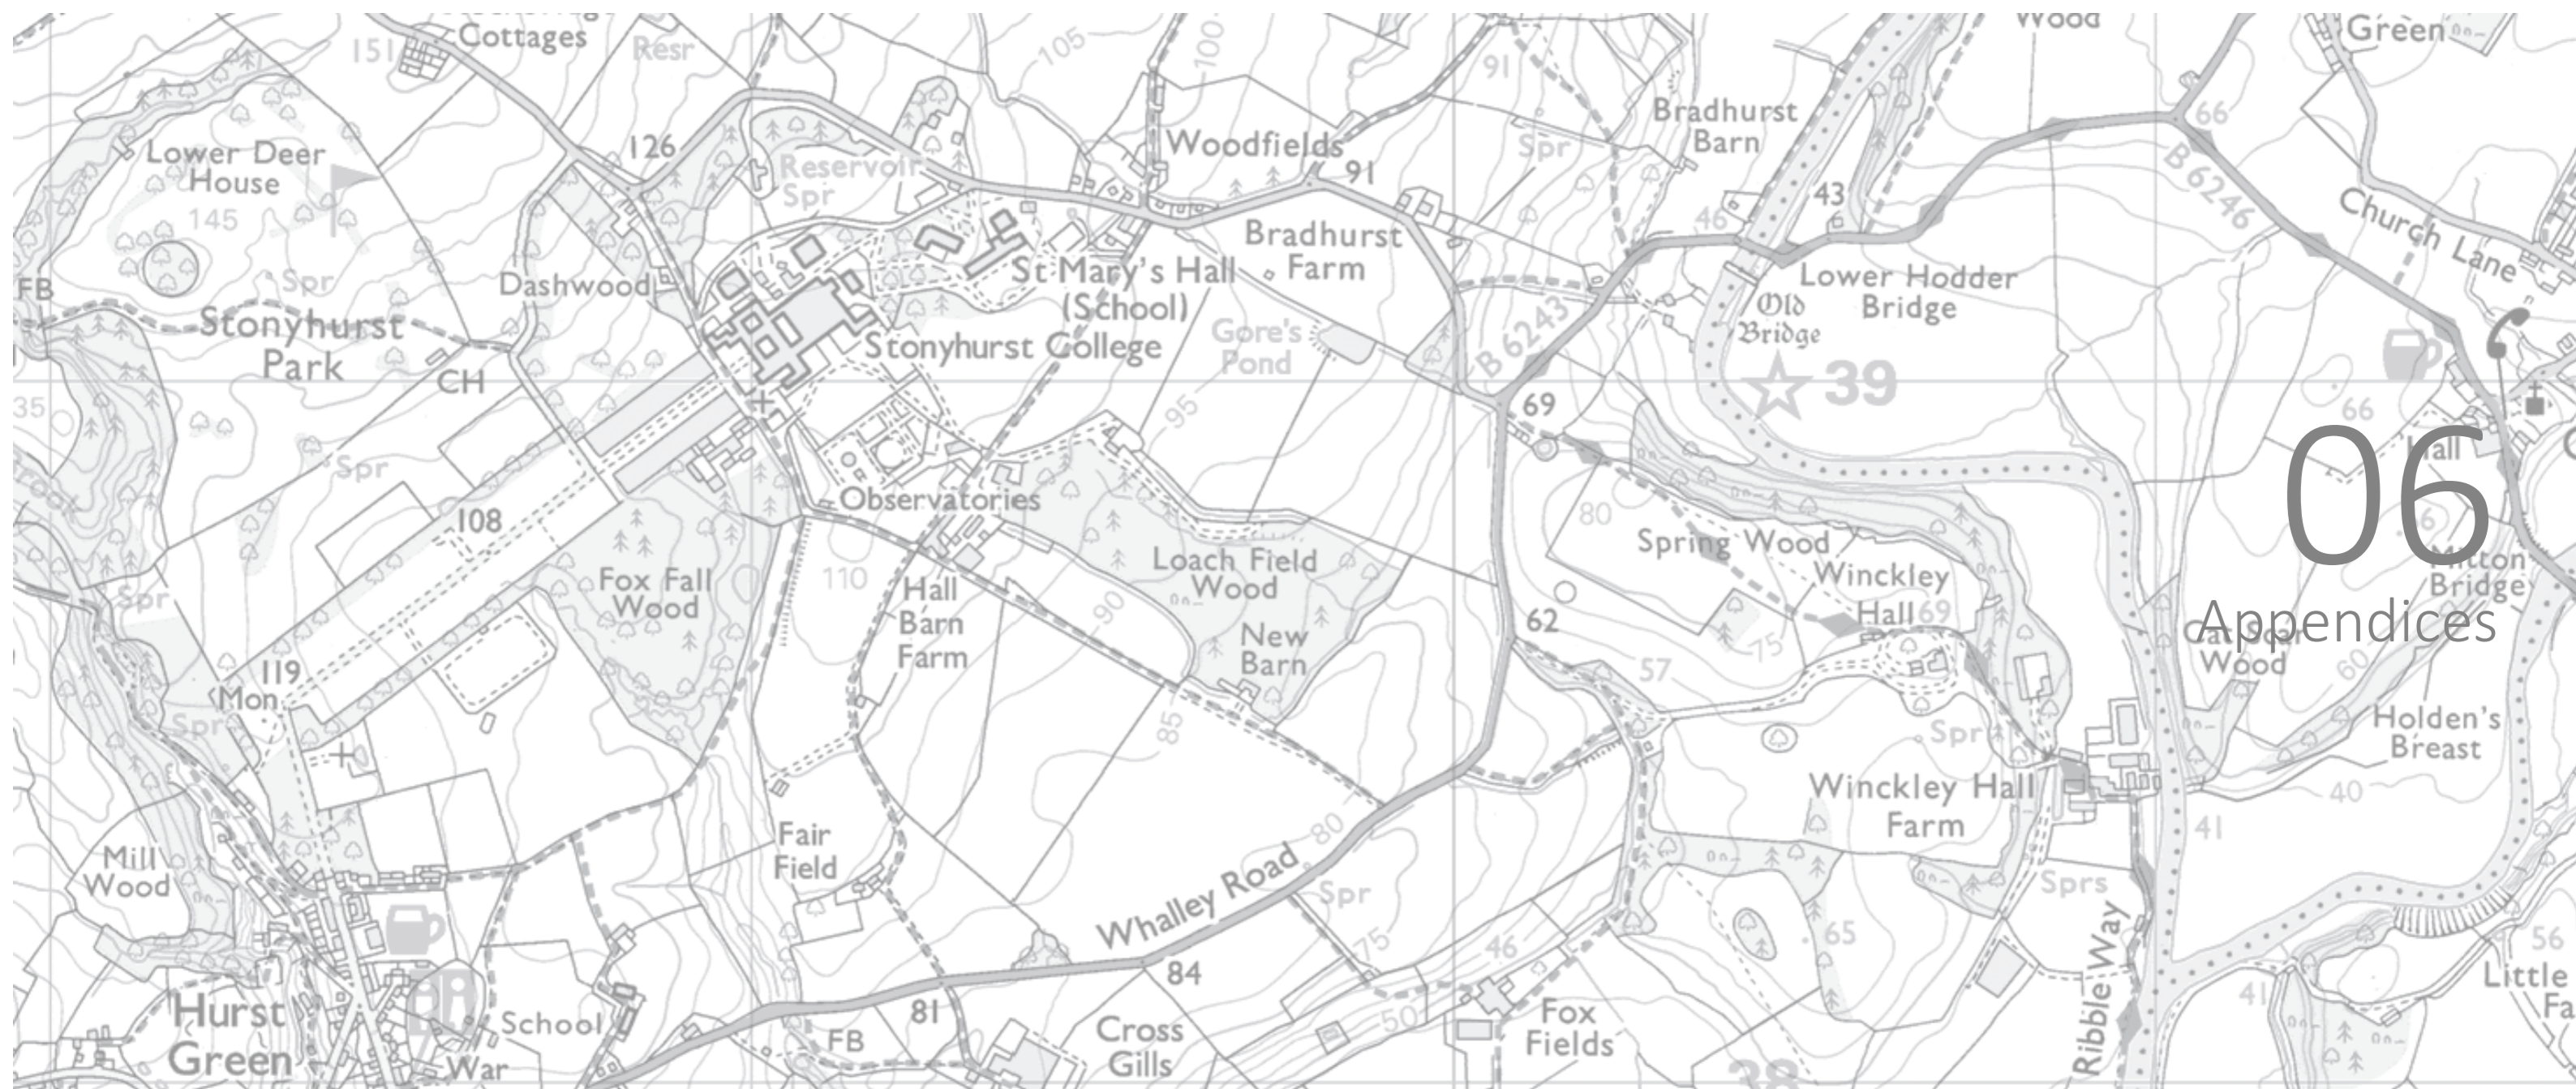 Cottages
151
Resr
105
100
91
Wood
Green
Bradhurst
Barn
66
126
Woodfields
Lower Deer
House
Reservoir
Spr
91
Spr
B 6246
145
43
46
Church Lane
Bradhurst
Farm
St Mary's Hall
(School)
Dashwood
Spr
FB
Lower Hodder
Bridge
Old
Bridge
Stonyhurst
Park
Stonyhurst College
Gore's
Pond
B 6243
CH
39
35
95
69
66
Spr
Hall
06
Appendices
Observatories
108
80
Spring Wood
Mitton
Bridge
Loach Field
Wood
Fox Fall
Wood
110
Hall
Barn
Farm
Winckley
Hall
69
Spr
90
62
75
New
Barn
57
Wood
60
119
Mon
Spr
85
Spr
Holden's
Breast
Winckley Hall
Farm
40
41
80
Fair
Field
Mill
Wood
Whalley Road
Spr
Sprs
75
46
65
Ribble Way
56
84
Little
Fa
Hurst
Green
School
81
41
50
FB
Cross
Gills
Fox
Fields
War
38